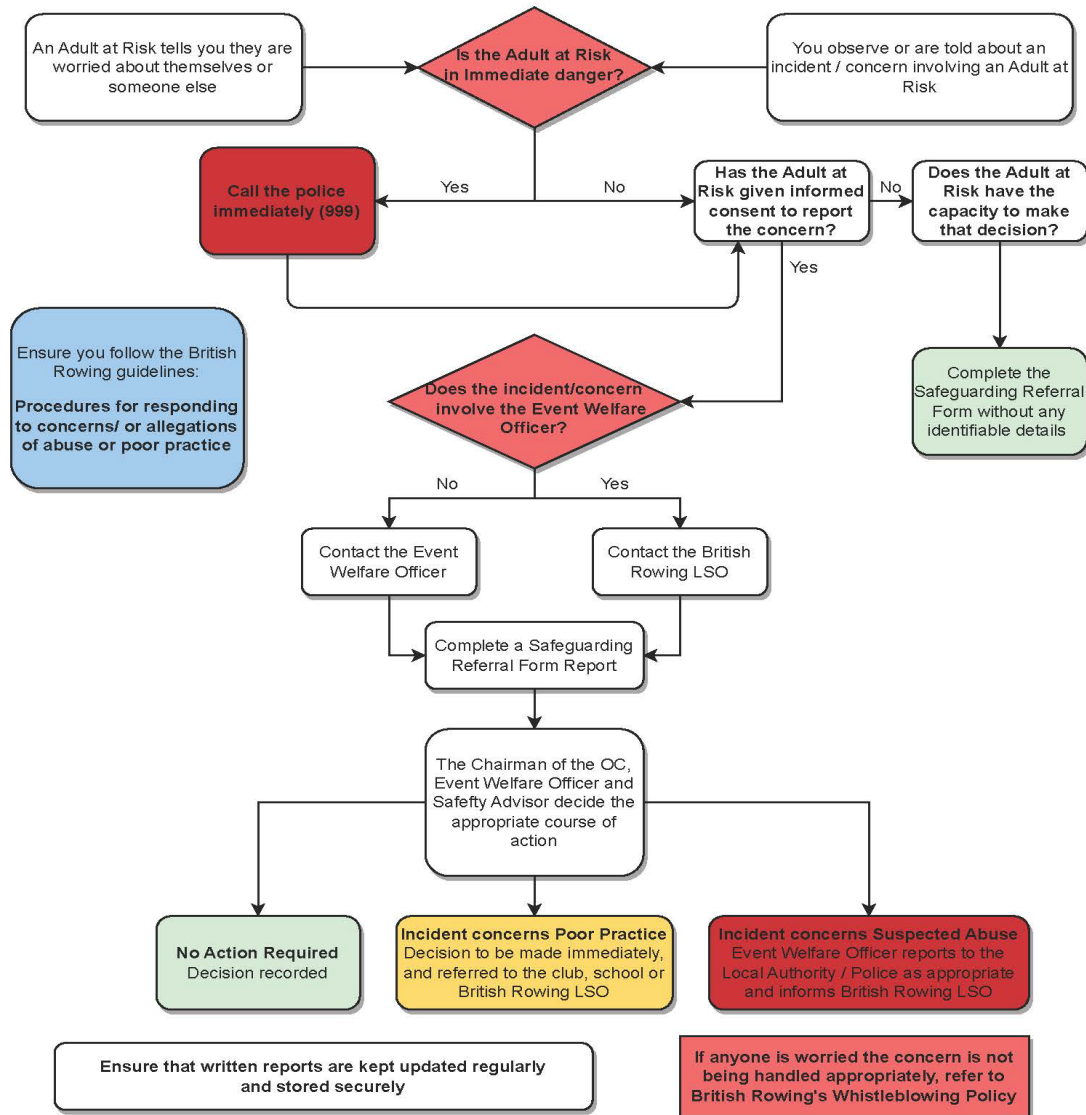 An Adult at Risk tells you they are
worried about themselves or
someone else
Is the Adult at Risk
in Immediate danger?
You observe or are told about an
incident / concern involving an Adult at
Risk
Call the police
immediately (999)
Yes
No
Has the Adult at
Risk given informed
consent to report
the concern?
No
Does the Adult at
Risk have the
capacity to make
that decision?
Yes
Ensure you follow the British
Rowing guidelines:
Procedures for responding
to concerns/ or allegations
of abuse or poor practice
Does the incident/concern
involve the Event Welfare
Officer?
Complete the
Safeguarding Referral
Form without any
identifiable details
No
Yes
Contact the Event
Welfare Officer
Contact the British
Rowing LSO
Complete a Safeguarding
Referral Form Report
The Chairman of the OC,
Event Welfare Officer and
Safefty Advisor decide the
appropriate course of
action
No Action Required
Decision recorded
Incident concerns Poor Practice
Decision to be made immediately,
and referred to the club, school or
British Rowing LSO
Incident concerns Suspected Abuse
Event Welfare Officer reports to the
Local Authority / Police as appropriate
and informs British Rowing LSO
Ensure that written reports are kept updated regularly
and stored securely
If anyone is worried the concern is not
being handled appropriately, refer to
British Rowing's Whistleblowing Policy